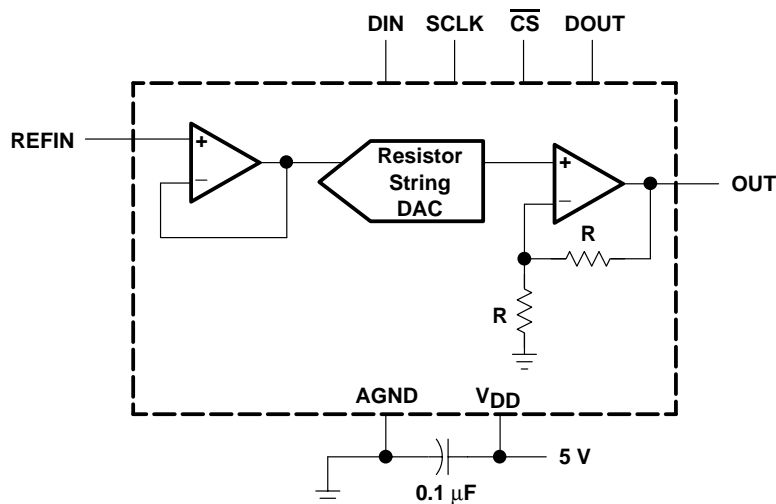 DIN SCLK CS DOUT
REFIN
+
−
Resistor
String
DAC
+
−
OUT
R
R
AGND VDD
5 V
0.1 μF